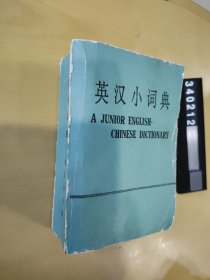 英汉小词典
A JUNIOR ENGLISH-
CHINESE DICTIONARY
340212